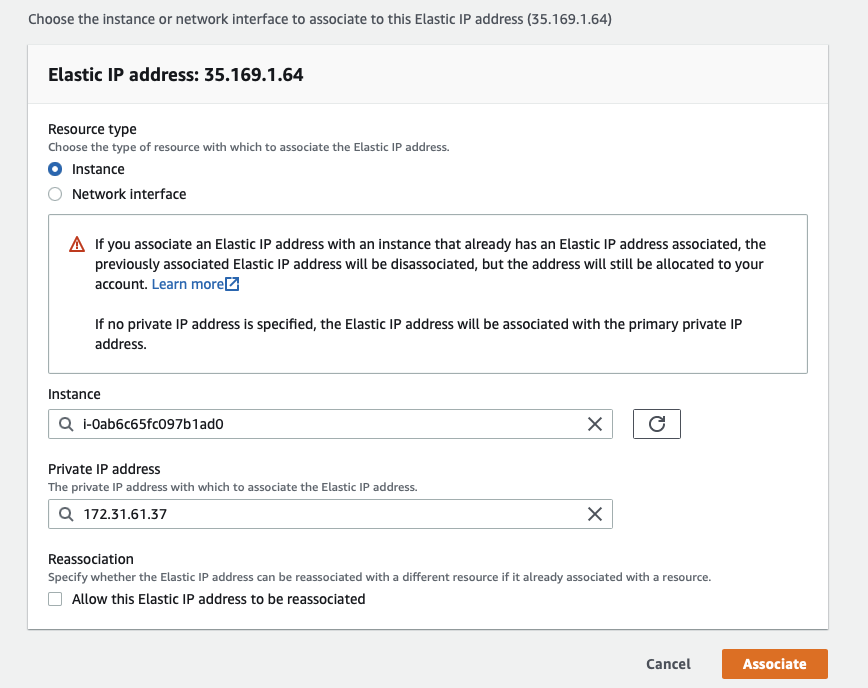 Choose the instance or network interface to associate to this Elastic IP address (35.169.1.64)
Elastic IP address: 35.169.1.64
Resource type
Choose the type of resource with which to associate the Elastic IP address.
Instance
Network interface
If you associate an Elastic IP address with an instance that already has an Elastic IP address associated, the
previously associated Elastic IP address will be disassociated, but the address will still be allocated to your
account. Learn more
If no private IP address is specified, the Elastic IP address will be associated with the primary private IP
address.
Instance
i-0ab6c65fc097b1ad0
Private IP address
The private IP address with which to associate the Elastic IP address.
172.31.61.37
Reassociation
Specify whether the Elastic IP address can be reassociated with a different resource if it already associated with a resource.
Allow this Elastic IP address to be reassociated
Cancel
Associate